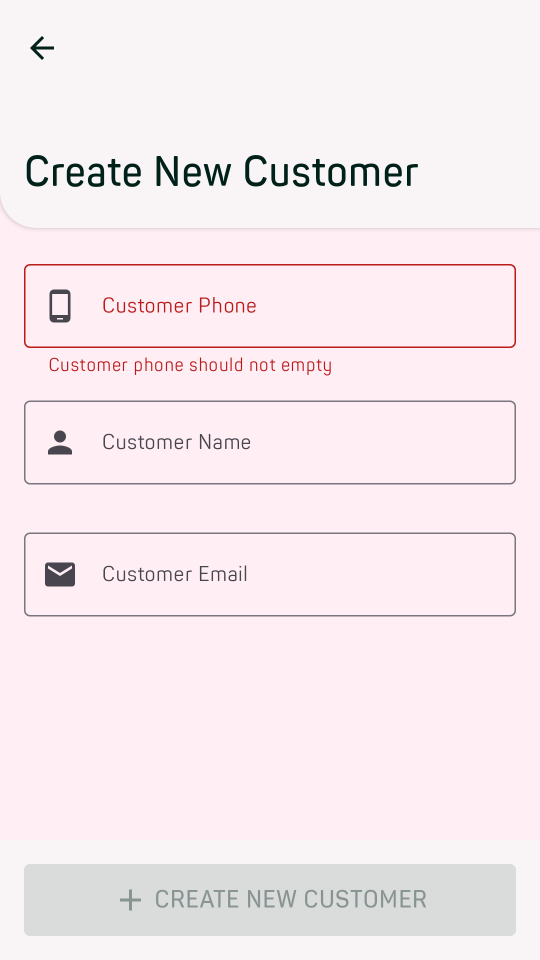 Create New Customer
Customer Phone
Customer phone should not empty
Customer Name
Customer Email
CREATE NEW CUSTOMER